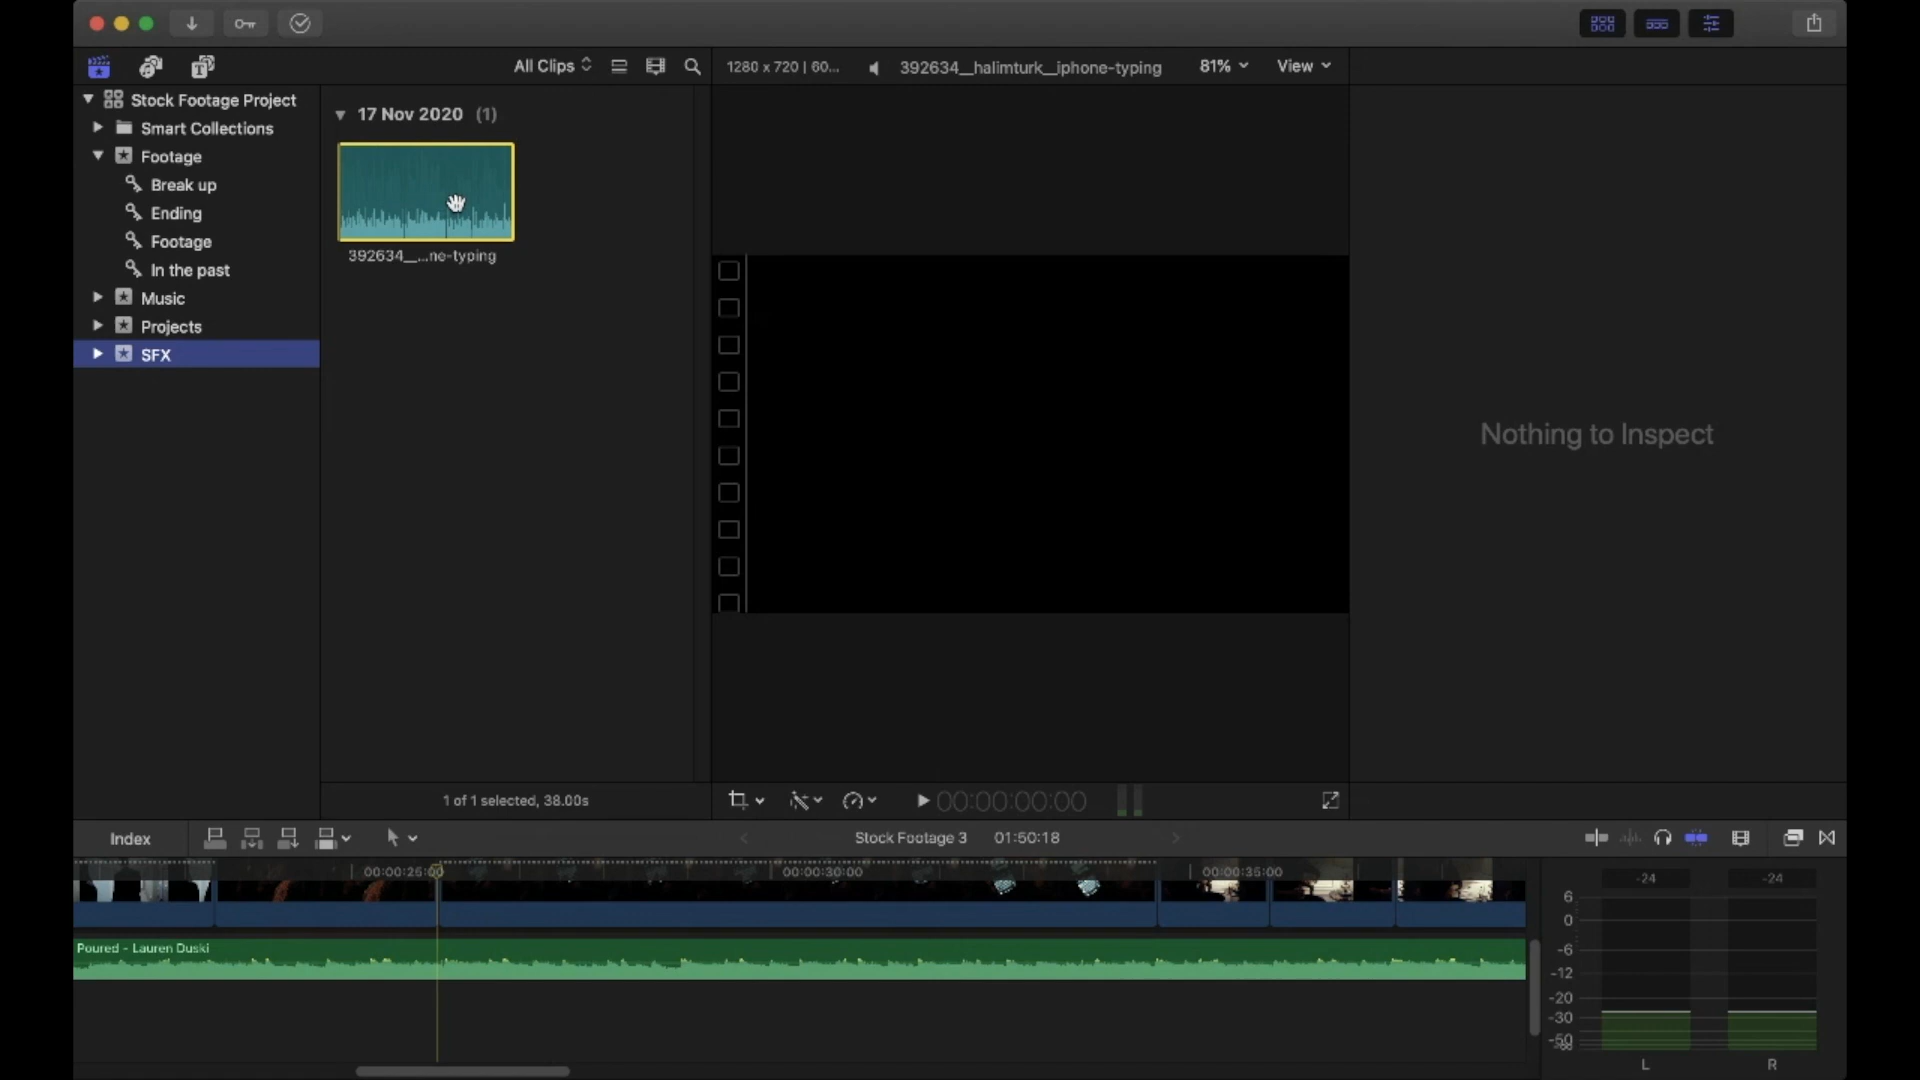 All Clips
1280 x 720 | 60...
392634__halimturk__iphone-typing
81%
View
Stock Footage Project
Smart Collections
Footage
Break up
Ending
Footage
In the past
Music
Projects
SFX
17 Nov 2020 (1)
392634__...ne-typing
Nothing to Inspect
1 of 1 selected, 38.00s
00:00:00:00
Index
Stock Footage 3
01:50:18
00:00:25:00
00:00:30:00
00:00:35:00
Poured - Lauren Duski
-24
-24
6
0
-6
-12
-20
-30
-50
L
R